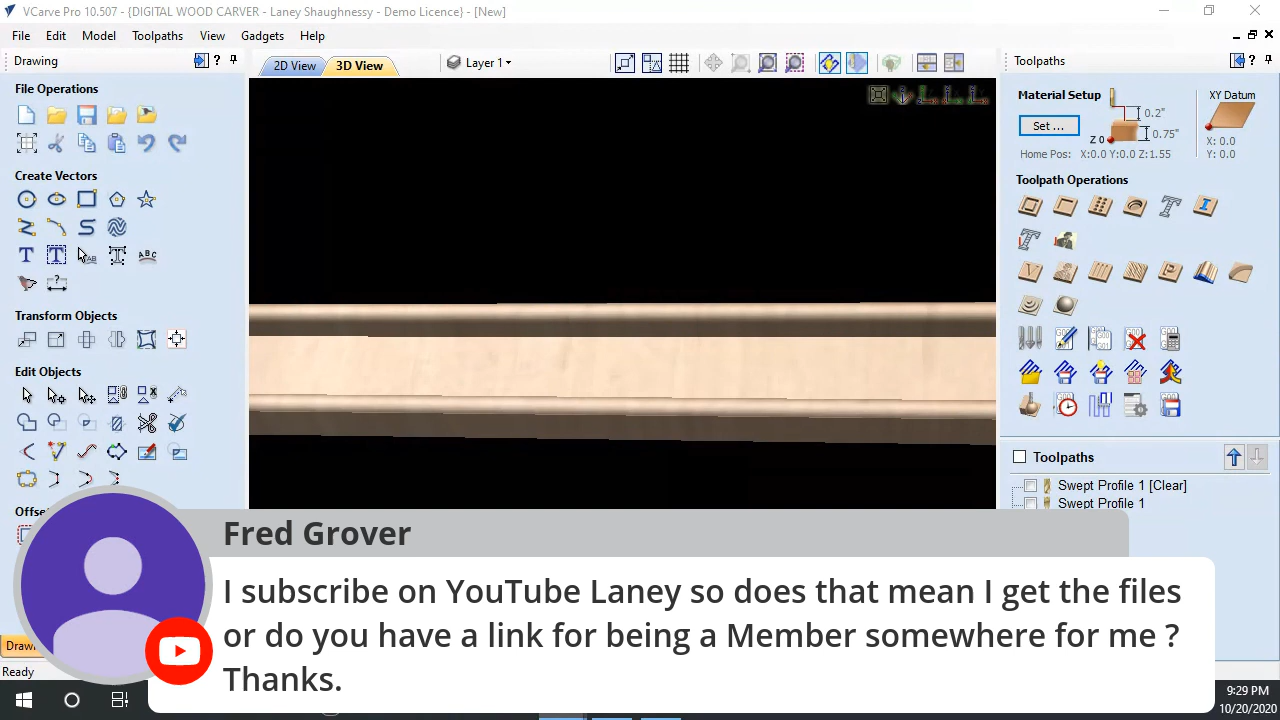 VCarve Pro 10.507 - {DIGITAL WOOD CARVER - Laney Shaughnessy - Demo Licence} - [New]
File Edit Model Toolpaths View Gadgets Help
Drawing ?
2D View 3D View Layer 1
Toolpaths ?
File Operations
Create Vectors
T T AB T ABC
Transform Objects
Edit Objects
Offs
Material Setup
Set ...
0.2"
Z 0
0.75"
Home Pos: X:0.0 Y:0.0 Z:1.55
XY Datum
X: 0.0
Y: 0.0
Toolpath Operations
Toolpaths
Swept Profile 1 [Clear]
Swept Profile 1
Fred Grover
I subscribe on YouTube Laney so does that mean I get the files
or do you have a link for being a Member somewhere for me ?
Thanks.
Draw
Ready
9:29 PM
10/20/2020